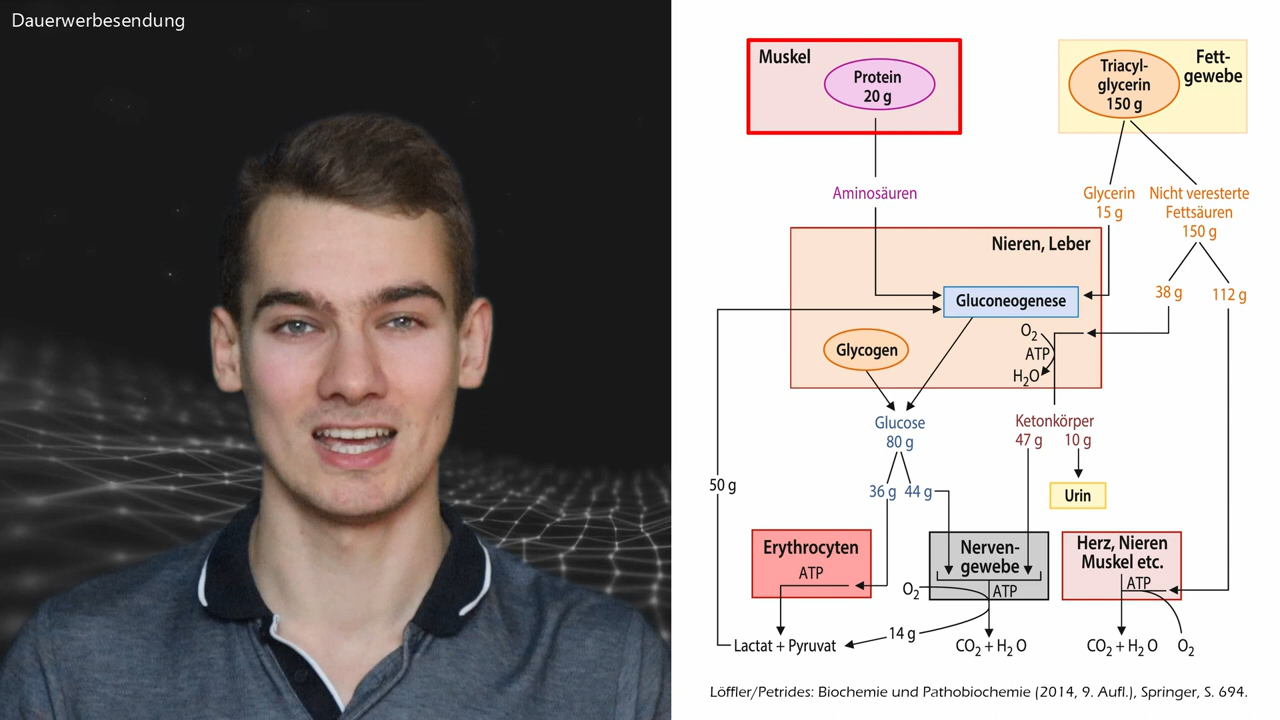 Dauerwerbesendung
Muskel
Protein
20 g
Triacyl-
glycerin
150 g
Fett-
gewebe
Aminosäuren
Glycerin
15 g
Nicht veresterte
Fettsäuren
150 g
Nieren, Leber
38 g
112 g
Gluconeogenese
O₂
ATP
H₂O
Glycogen
Glucose
80 g
Ketonkörper
47 g
10 g
50 g
36 g
44 g
Urin
Erythrocyten
ATP
Nerven-
gewebe
ATP
O₂
Herz, Nieren
Muskel etc.
ATP
14 g
Lactat + Pyruvat
CO₂ + H₂ O
CO₂ + H₂ O
O₂
Löffler/Petrides: Biochemie und Pathobiochemie (2014, 9. Aufl.), Springer, S. 694.